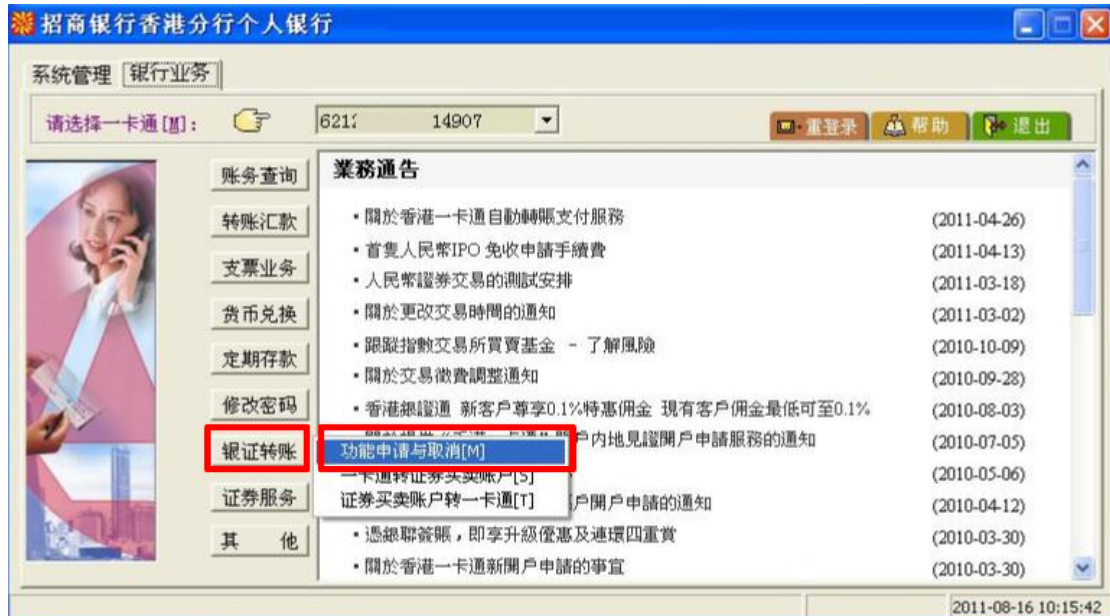 招商银行香港分行个人银行
系统管理 银行业务
请选择一卡通[M]: 621 14907 重登录 帮助 退出
账务查询
转账汇款
支票业务
货币兑换
定期存款
修改密码
银证转账
证券服务
其 他
業務通告
・關於香港一卡通自動轉賬支付服務 (2011-04-26)
・首隻人民幣IPO 免收申請手續費 (2011-04-13)
・人民幣證券交易的測試安排 (2011-03-18)
・關於更改交易時間的通知 (2011-03-02)
・跟蹤指數交易所買賣基金 - 了解風險 (2010-10-09)
・關於交易徵費調整通知 (2010-09-28)
・香港銀證通 新客戶尊享0.1%特惠佣金 現有客戶佣金最低可至0.1% (2010-08-03)
戶內地見證開戶申請服務的通知 (2010-07-05)
(2010-05-06)
戶開戶申請的通知 (2010-04-12)
・憑銀聯簽賬，即享升級優惠及連環四重賞 (2010-03-30)
・關於香港一卡通新開戶申請的事宜 (2010-03-30)
功能申请与取消[M]
一卡通转证券买卖账户[S]
证券买卖账户转一卡通[T]
2011-08-16 10:15:42